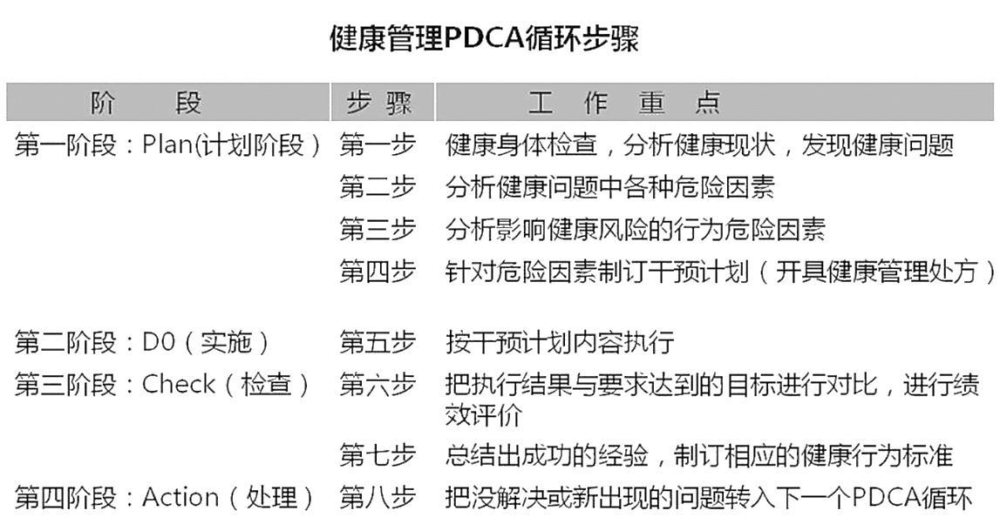 健康管理PDCA循环步骤
阶 段 步 骤 工 作 重 点
第一阶段：Plan(计划阶段） 第一步 健康身体检查，分析健康现状，发现健康问题
第二步 分析健康问题中各种危险因素
第三步 分析影响健康风险的行为危险因素
第四步 针对危险因素制订干预计划（开具健康管理处方）
第二阶段：D0（实施） 第五步 按干预计划内容执行
第三阶段：Check（检查） 第六步 把执行结果与要求达到的目标进行对比，进行绩
效评价
第七步 总结出成功的经验，制订相应的健康行为标准
第四阶段：Action（处理） 第八步 把没解决或新出现的问题转入下一个PDCA循环